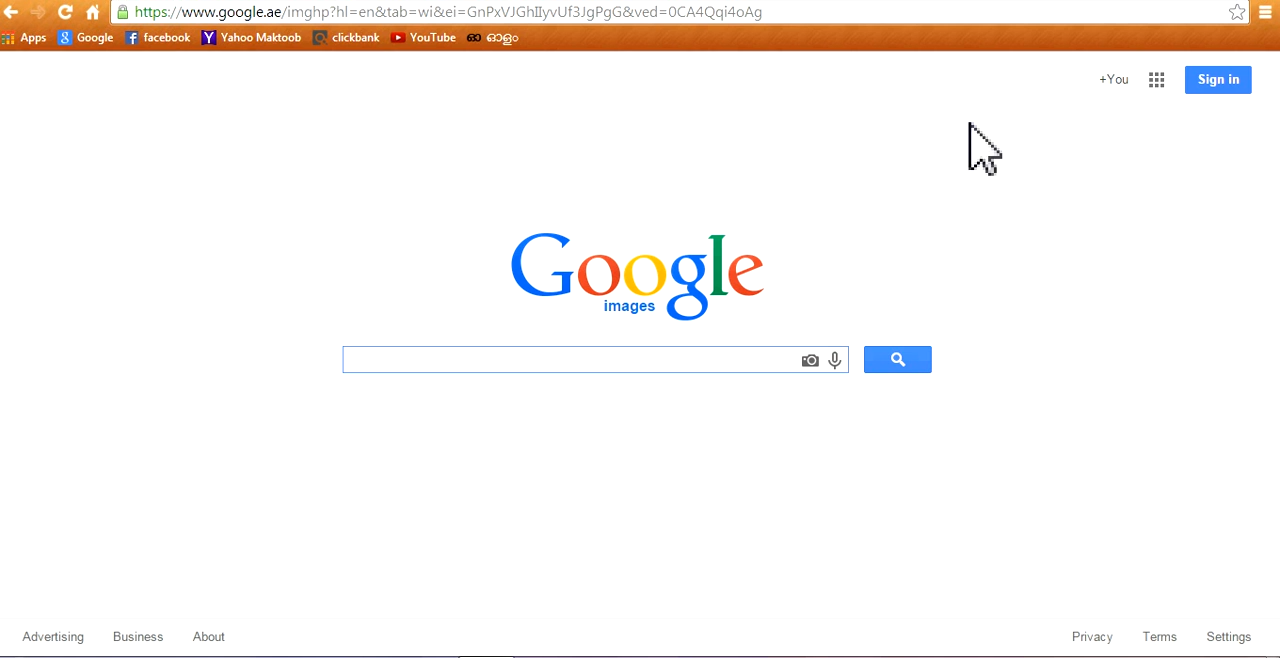 https://www.google.ae/imghp?hl=en&tab=wi&ei=GnPxVJGhIIyvUf3JgPgG&ved=0CA4Qqi4oAg
Apps Google facebook Yahoo Maktoob clickbank YouTube ഓളം
+You Sign in
Google
images
Advertising Business About Privacy Terms Settings